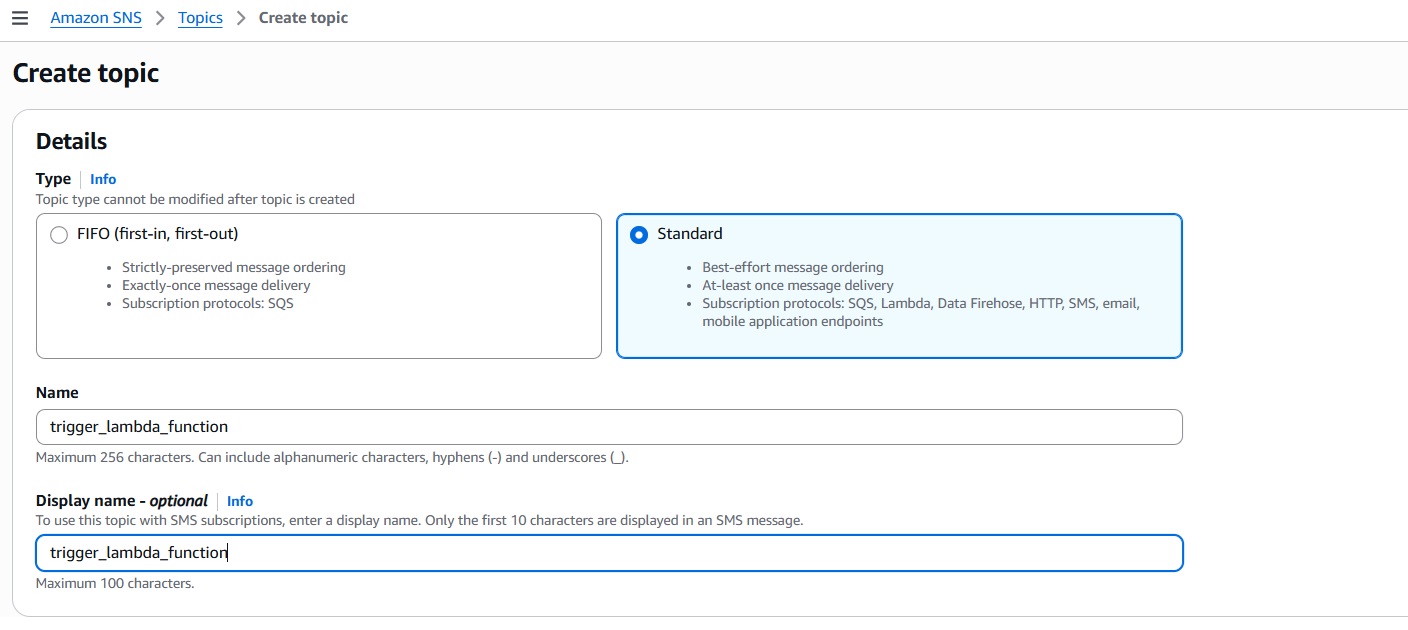 Amazon SNS > Topics > Create topic
Create topic
Details
Type | Info
Topic type cannot be modified after topic is created
FIFO (first-in, first-out)
• Strictly-preserved message ordering
• Exactly-once message delivery
• Subscription protocols: SQS
Standard
• Best-effort message ordering
• At-least once message delivery
• Subscription protocols: SQS, Lambda, Data Firehose, HTTP, SMS, email,
mobile application endpoints
Name
trigger_lambda_function
Maximum 256 characters. Can include alphanumeric characters, hyphens (-) and underscores (_).
Display name - optional | Info
To use this topic with SMS subscriptions, enter a display name. Only the first 10 characters are displayed in an SMS message.
trigger_lambda_function
Maximum 100 characters.